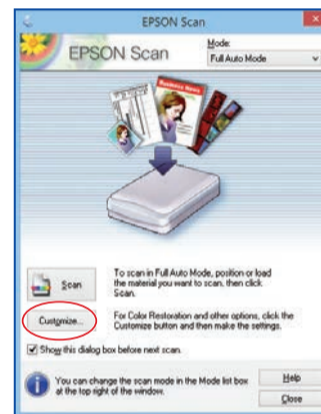 EPSON Scan
EPSON Scan
Mode:
Full Auto Mode
Business News
Scan
To scan in Full Auto Mode, position or load
the material you want to scan, then click
Scan.
Customize...
For Color Restoration and other options, click the
Customize button and then make the settings.
Show this dialog box before next scan.
You can change the scan mode in the Mode list box
at the top right of the window.
Help
Close